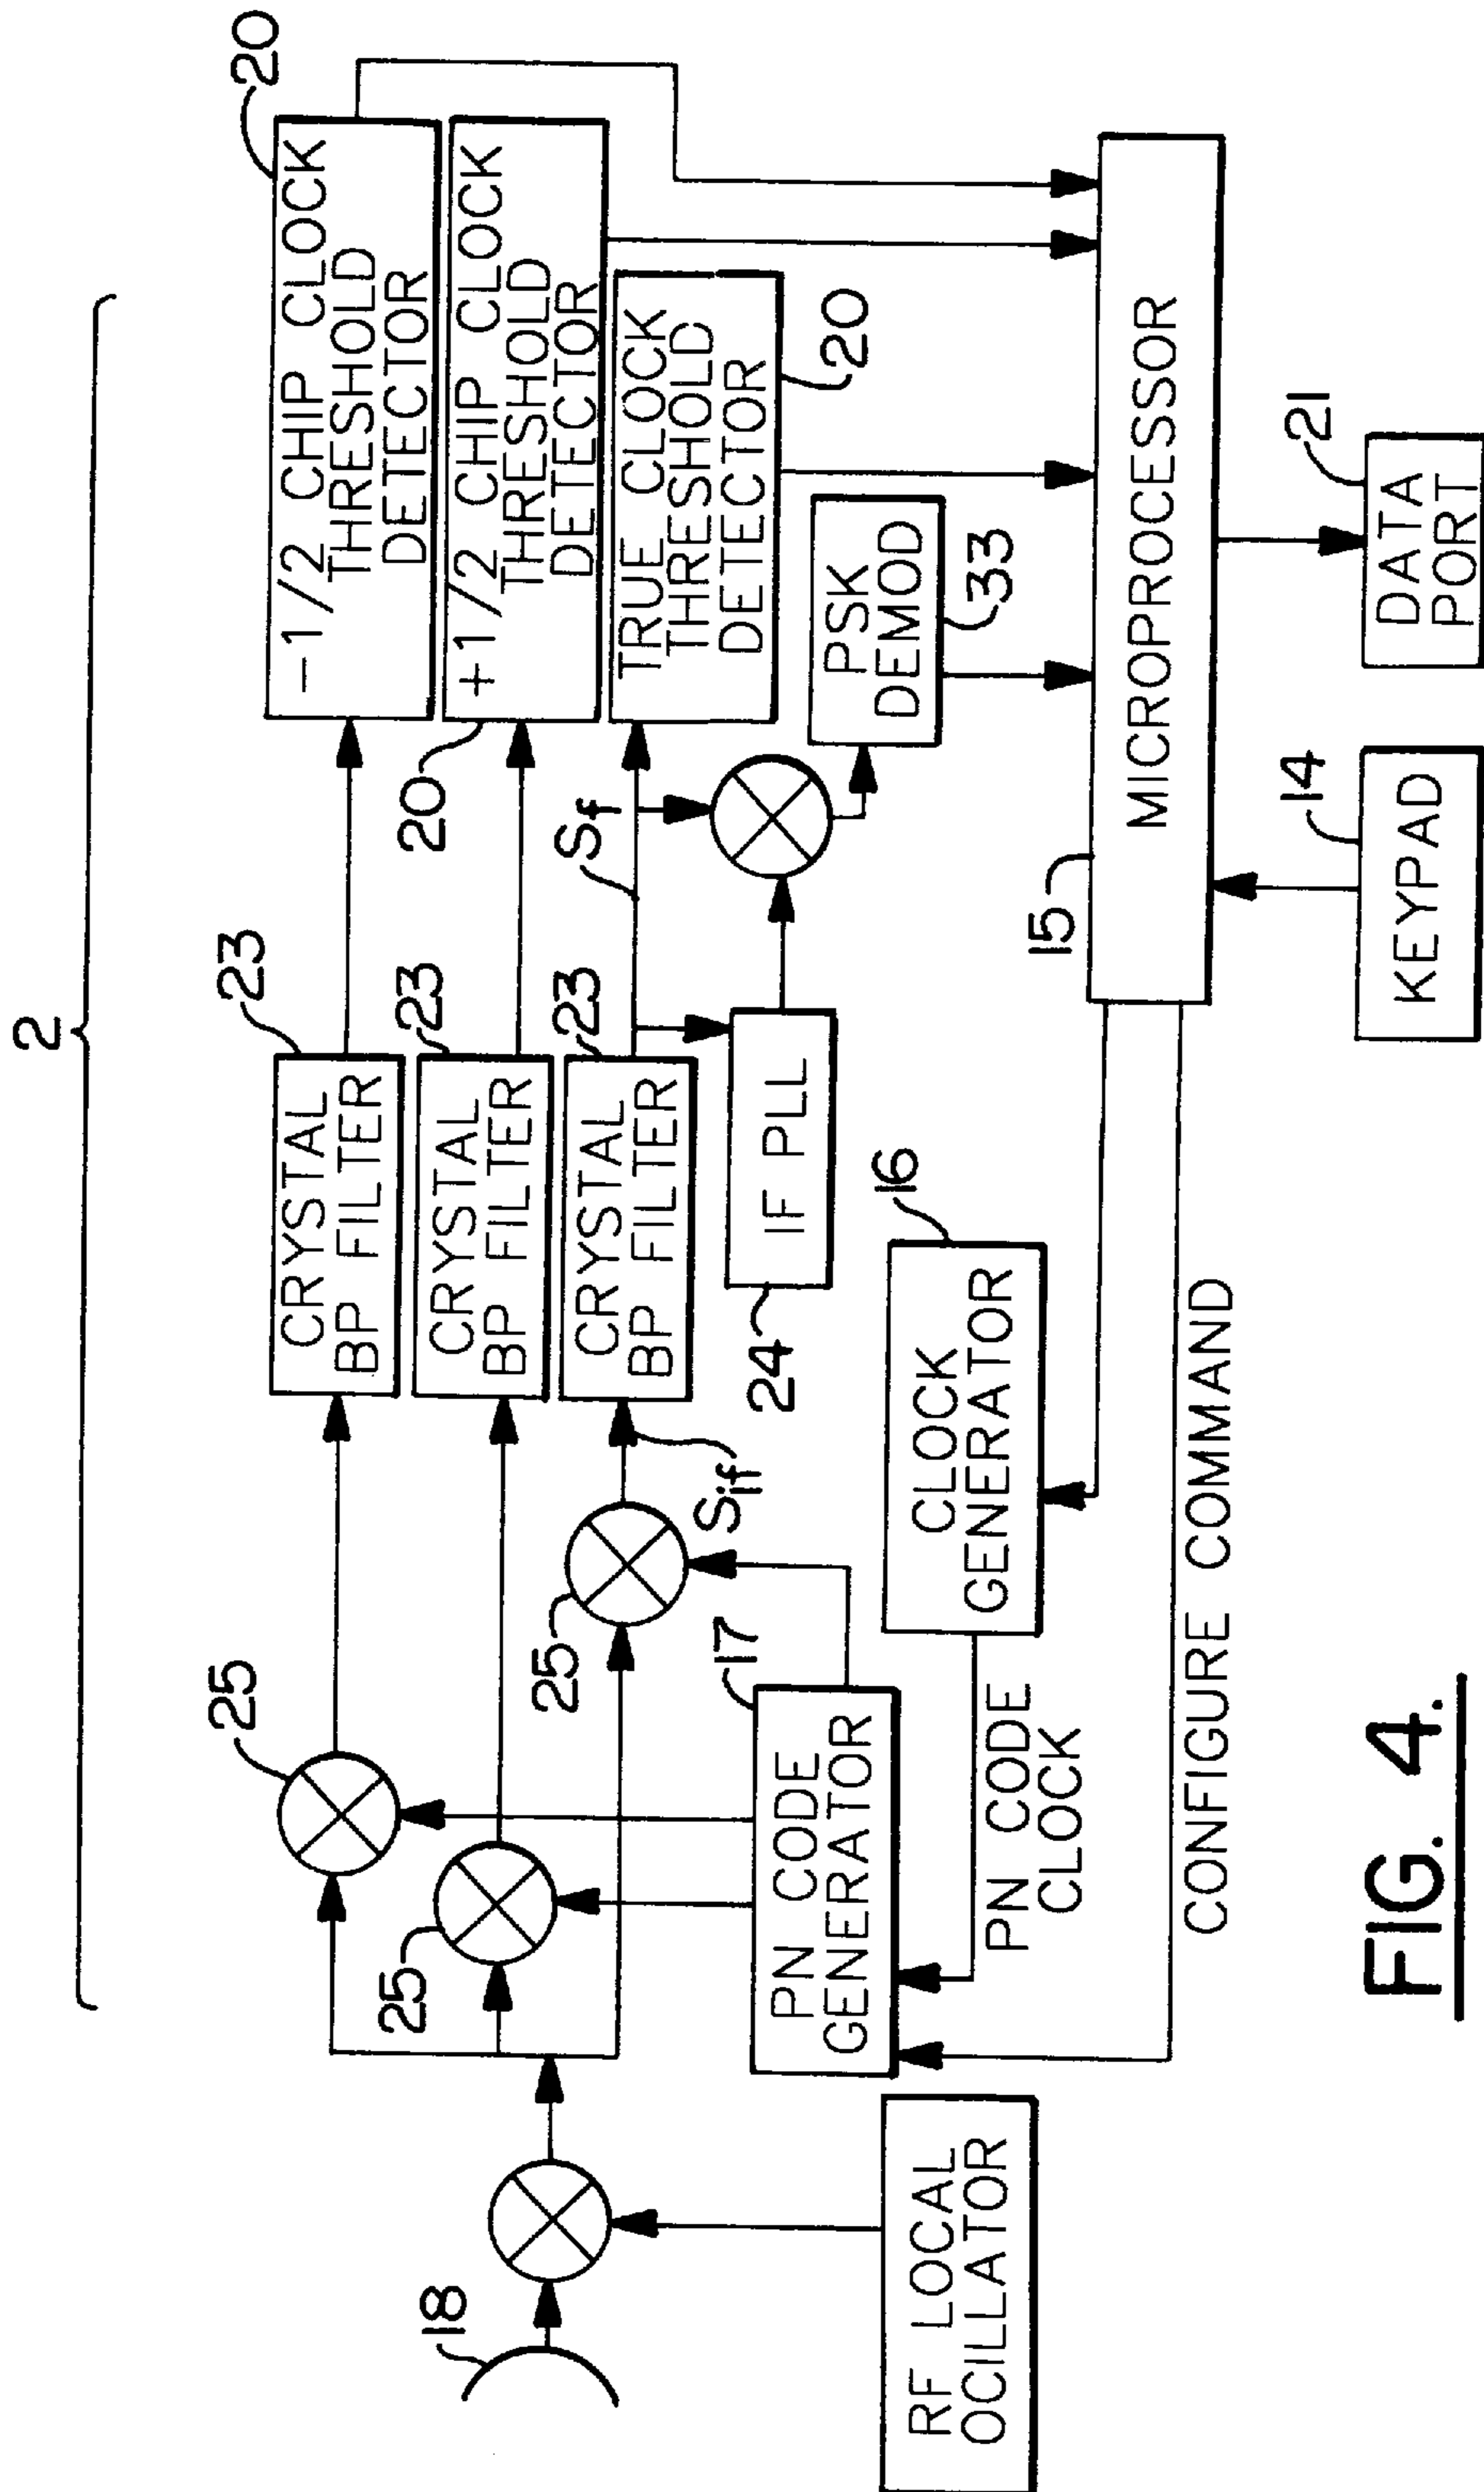 2
18
RF LOCAL
OCILLATOR
25
25
25
Sif
PN CODE
GENERATOR
17
PN CODE
CLOCK
CLOCK
GENERATOR
16
CONFIGURE COMMAND
CRYSTAL
BP FILTER
23
CRYSTAL
BP FILTER
23
CRYSTAL
BP FILTER
23
IF PLL
24
Sf
-1/2 CHIP CLOCK
THRESHOLD
DETECTOR
20
+1/2 CHIP CLOCK
THRESHOLD
DETECTOR
20
TRUE CLOCK
THRESHOLD
DETECTOR
20
PSK
DEMOD
33
MICROPROCESSOR
15
KEYPAD
14
DATA
PORT
21
FIG. 4.